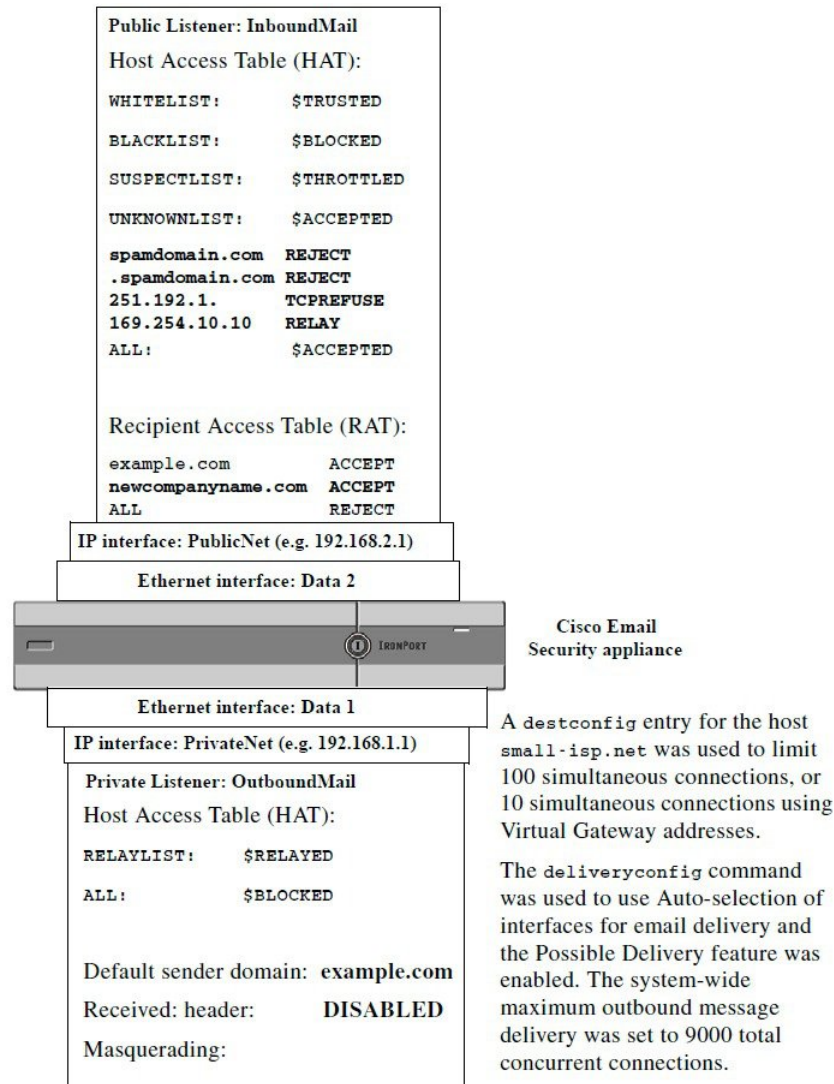 Public Listener: InboundMail
Host Access Table (HAT):
WHITELIST: $TRUSTED
BLACKLIST: $BLOCKED
SUSPECTLIST: $THROTTLED
UNKNOWNLIST: $ACCEPTED
spamdomain.com REJECT
.spamdomain.com REJECT
251.192.1. TCPREFUSE
169.254.10.10 RELAY
ALL: $ACCEPTED
Recipient Access Table (RAT):
example.com ACCEPT
newcompanyname.com ACCEPT
ALL REJECT
IP interface: PublicNet (e.g. 192.168.2.1)
Ethernet interface: Data 2
I IRONPORT
Cisco Email
Security appliance
Ethernet interface: Data 1
IP interface: PrivateNet (e.g. 192.168.1.1)
Private Listener: OutboundMail
Host Access Table (HAT):
RELAYLIST: $RELAYED
ALL: $BLOCKED
Default sender domain: example.com
Received: header: DISABLED
Masquerading:
A destconfig entry for the host
small-isp.net was used to limit
100 simultaneous connections, or
10 simultaneous connections using
Virtual Gateway addresses.
The deliveryconfig command
was used to use Auto-selection of
interfaces for email delivery and
the Possible Delivery feature was
enabled. The system-wide
maximum outbound message
delivery was set to 9000 total
concurrent connections.